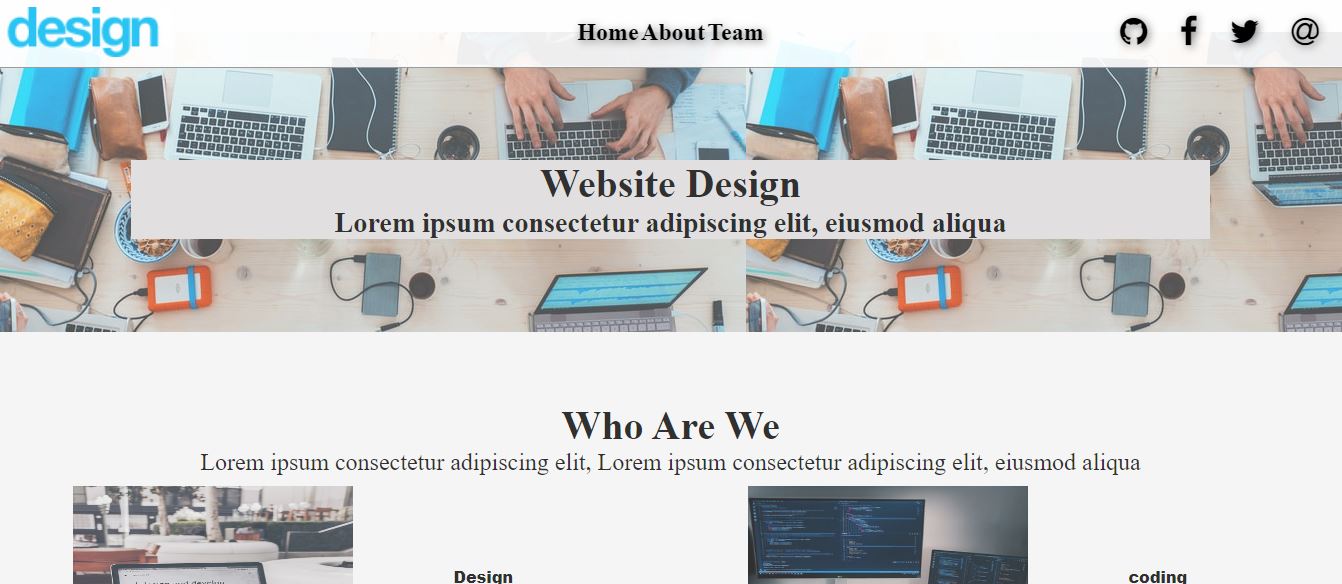 design
Home About Team
@
Website Design
Lorem ipsum consectetur adipiscing elit, eiusmod aliqua
Who Are We
Lorem ipsum consectetur adipiscing elit, Lorem ipsum consectetur adipiscing elit, eiusmod aliqua
Design
coding